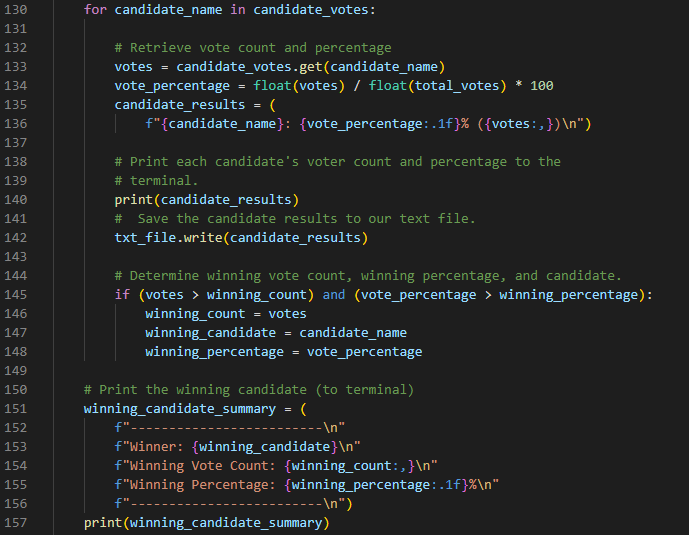 130 for candidate_name in candidate_votes:
131
132 # Retrieve vote count and percentage
133 votes = candidate_votes.get(candidate_name)
134 vote_percentage = float(votes) / float(total_votes) * 100
135 candidate_results = (
136 f"{candidate_name}: {vote_percentage:.1f}% ({votes:,})\n")
137
138 # Print each candidate's voter count and percentage to the
139 # terminal.
140 print(candidate_results)
141 #  Save the candidate results to our text file.
142 txt_file.write(candidate_results)
143
144 # Determine winning vote count, winning percentage, and candidate.
145 if (votes > winning_count) and (vote_percentage > winning_percentage):
146 winning_count = votes
147 winning_candidate = candidate_name
148 winning_percentage = vote_percentage
149
150 # Print the winning candidate (to terminal)
151 winning_candidate_summary = (
152 f"-------------------------\n"
153 f"Winner: {winning_candidate}\n"
154 f"Winning Vote Count: {winning_count:,}\n"
155 f"Winning Percentage: {winning_percentage:.1f}%\n"
156 f"-------------------------\n")
157 print(winning_candidate_summary)